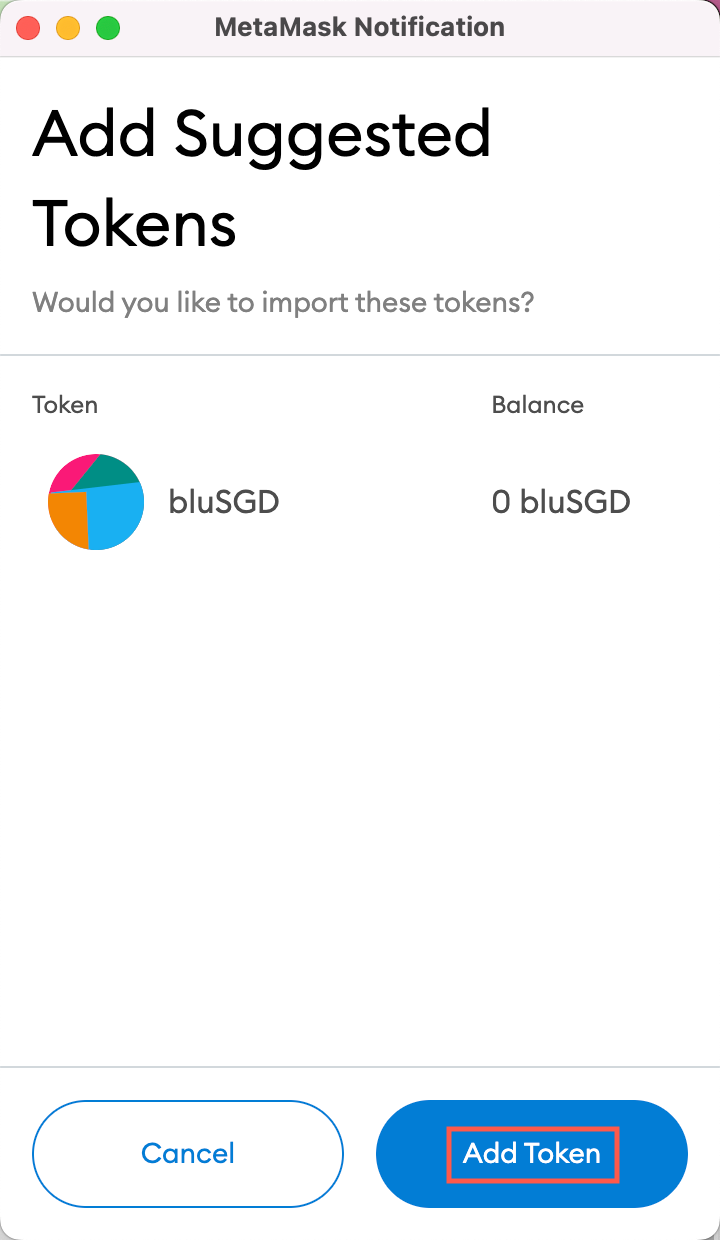 MetaMask Notification
Add Suggested
Tokens
Would you like to import these tokens?
Token Balance
bluSGD 0 bluSGD
Cancel Add Token